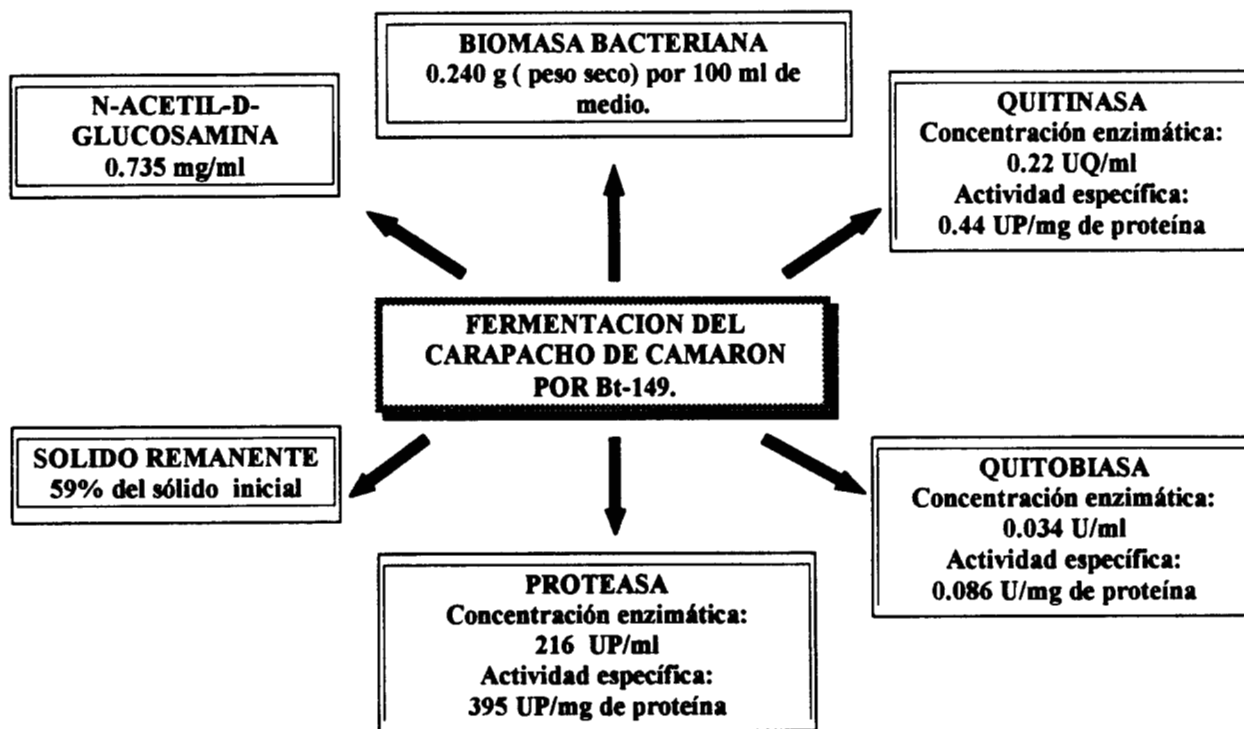 BIOMASA BACTERIANA
0.240 g ( peso seco) por 100 ml de
medio.
N-ACETIL-D-
GLUCOSAMINA
0.735 mg/ml
QUITINASA
Concentración enzimática:
0.22 UQ/ml
Actividad específica:
0.44 UP/mg de proteína
FERMENTACION DEL
CARAPACHO DE CAMARON
POR Bt-149.
SOLIDO REMANENTE
59% del sólido inicial
QUITOBIASA
Concentración enzimática:
0.034 U/ml
Actividad específica:
0.086 U/mg de proteína
PROTEASA
Concentración enzimática:
216 UP/ml
Actividad específica:
395 UP/mg de proteína